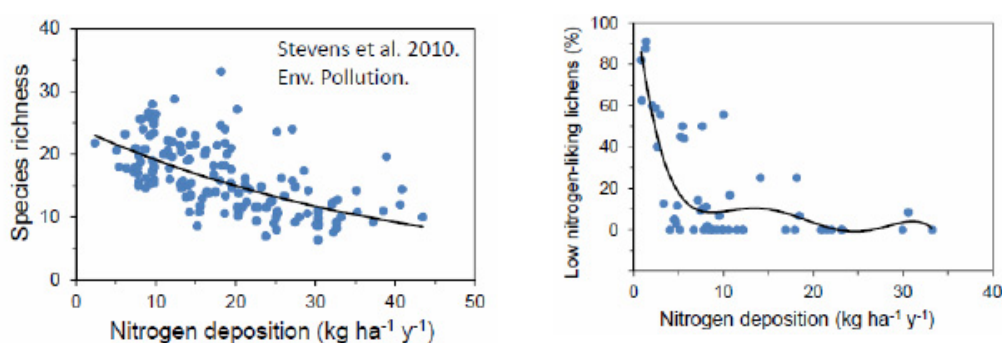 Species richness
40
30
20
10
0
Stevens et al. 2010.
Env. Pollution.
0 10 20 30 40 50
Nitrogen deposition (kg ha⁻¹ y⁻¹)
Low nitrogen-liking lichens (%)
100
80
60
40
20
0
0 10 20 30 40
Nitrogen deposition (kg ha⁻¹ y⁻¹)